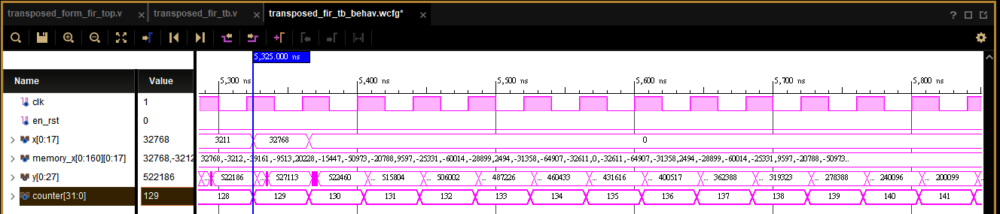 transposed_form_fir_top.v × transposed_fir_tb.v × transposed_fir_tb_behav.wcfg* ×
?
5,325.000 ns
Name Value
5,300 ns 5,400 ns 5,500 ns 5,600 ns 5,700 ns 5,800 ns
clk 1
en_rst 0
x[0:17] 32768 3211 32768 0
memory_x[0:160][0:17] 32768,-3212 32768,-3212,-39161,-9513,20228,-15447,-50973,-20788,9597,-25331,-60014,-28899,2494,-31358,-64907,-32611,0,-32611,-64907,-31358,2494,-28899,-60014,-25331,9597,-20788,-50973...
y[0:27] 522186 522186 ... 527113 522460 ... 515804 ... 506002 ... 487226 ... 460433 ... 431616 ... 400517 ... 362388 ... 319323 ... 278388 ... 240096 ... 200099 ...
counter[31:0] 129 128 129 130 131 132 133 134 135 136 137 138 139 140 141